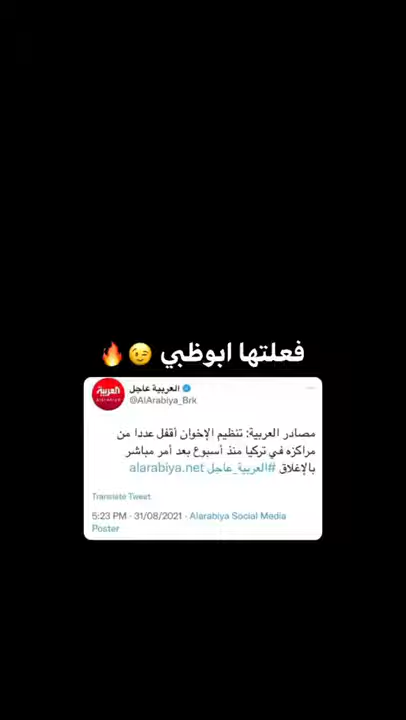 فعلتها ابوظبي 😉🔥
العربية عاجل
@AlArabiya_Brk
مصادر العربية: تنظيم الإخوان أقفل عددا من
مراكزه في تركيا منذ أسبوع بعد أمر مباشر
بالإغلاق #العربية_عاجل alarabiya.net
Translate Tweet
5:23 PM · 31/08/2021 · Alarabiya Social Media
Poster